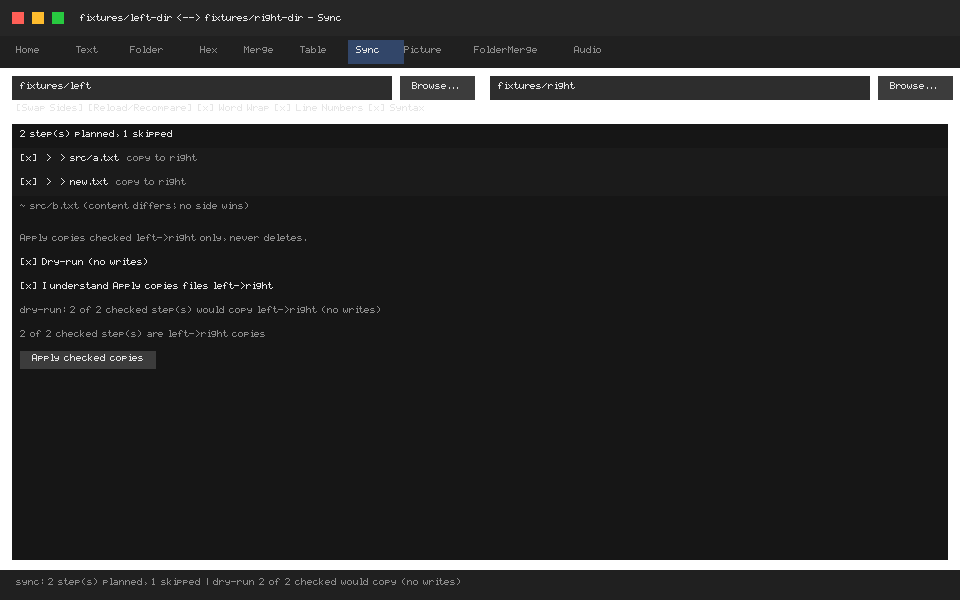 fixtures/left-dir <--> fixtures/right-dir - Sync
Home Text Folder Hex Merge Table Sync Picture FolderMerge Audio
fixtures/left Browse... fixtures/right Browse...
[Swap Sides] [Reload/Recompare] [x] Word Wrap [x] Line Numbers [x] Syntax
2 step(s) planned, 1 skipped
[x] > > src/a.txt copy to right
[x] > > new.txt copy to right
~ src/b.txt (content differs; no side wins)
Apply copies checked left->right only, never deletes.
[x] Dry-run (no writes)
[x] I understand Apply copies files left->right
dry-run: 2 of 2 checked step(s) would copy left->right (no writes)
2 of 2 checked step(s) are left->right copies
Apply checked copies
sync: 2 step(s) planned, 1 skipped | dry-run 2 of 2 checked would copy (no writes)